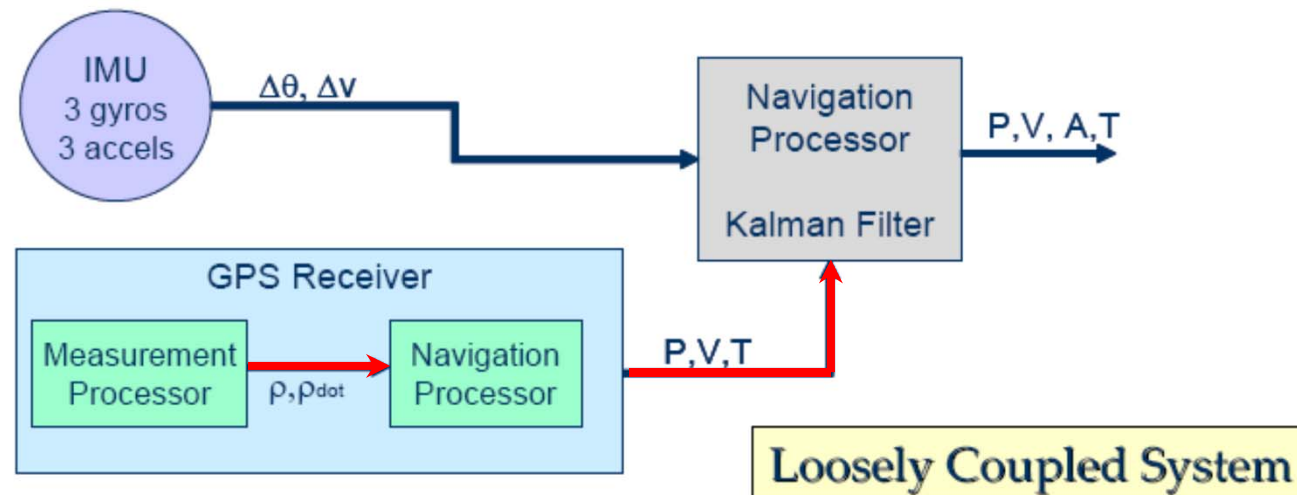 IMU
3 gyros
3 accels
Δθ, Δv
Navigation
Processor
Kalman Filter
P,V, A,T
GPS Receiver
Measurement
Processor
ρ,ρdot
Navigation
Processor
P,V,T
Loosely Coupled System